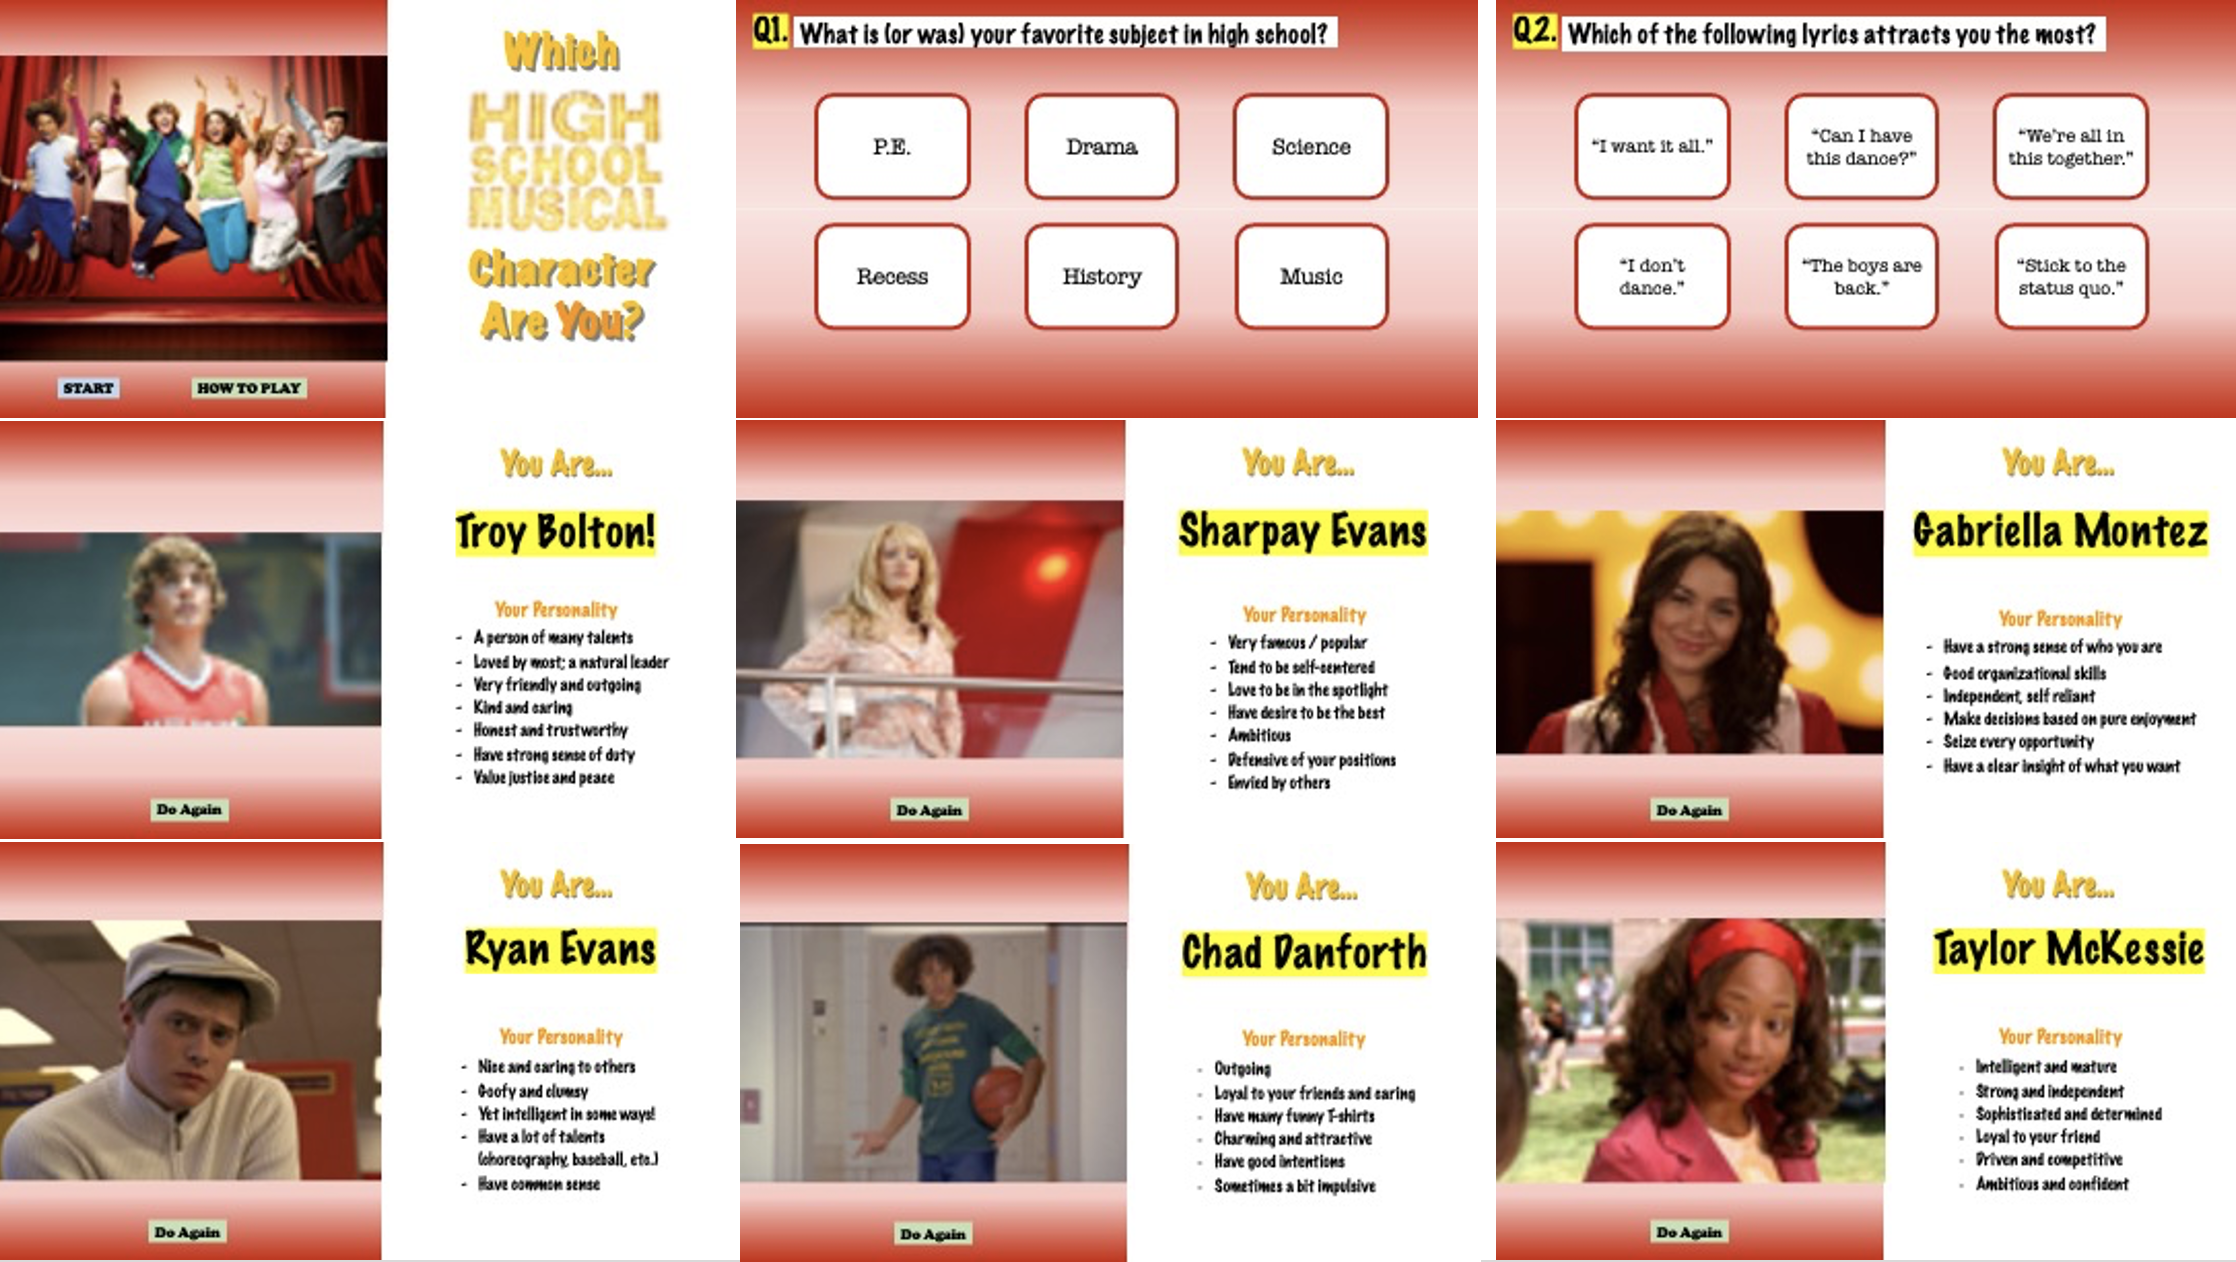 Which
HIGH
SCHOOL
MUSICAL
Character
Are You?
START
HOW TO PLAY
Q1. What is (or was) your favorite subject in high school?
P.E.
Drama
Science
Recess
History
Music
Q2. Which of the following lyrics attracts you the most?
“I want it all.”
“Can I have
this dance?”
“We’re all in
this together.”
“I don’t
dance.”
“The boys are
back.”
“Stick to the
status quo.”
You Are...
Troy Bolton!
Your Personality
- A person of many talents
- Loved by most; a natural leader
- Very friendly and outgoing
- Kind and caring
- Honest and trustworthy
- Have strong sense of duty
- Value justice and peace
Do Again
You Are...
Sharpay Evans
Your Personality
- Very famous / popular
- Tend to be self-centered
- Love to be in the spotlight
- Have desire to be the best
- Ambitious
- Defensive of your positions
- Envied by others
Do Again
You Are...
Gabriella Montez
Your Personality
- Have a strong sense of who you are
- Good organizational skills
- Independent, self reliant
- Make decisions based on pure enjoyment
- Seize every opportunity
- Have a clear insight of what you want
Do Again
You Are...
Ryan Evans
Your Personality
- Nice and caring to others
- Goofy and clumsy
- Yet intelligent in some ways!
- Have a lot of talents
(choreography, baseball, etc.)
- Have common sense
Do Again
You Are...
Chad Danforth
Your Personality
- Outgoing
- Loyal to your friends and caring
- Have many funny T-shirts
- Charming and attractive
- Have good intentions
- Sometimes a bit impulsive
Do Again
You Are...
Taylor McKessie
Your Personality
- Intelligent and mature
- Strong and independent
- Sophisticated and determined
- Loyal to your friend
- Driven and competitive
- Ambitious and confident
Do Again